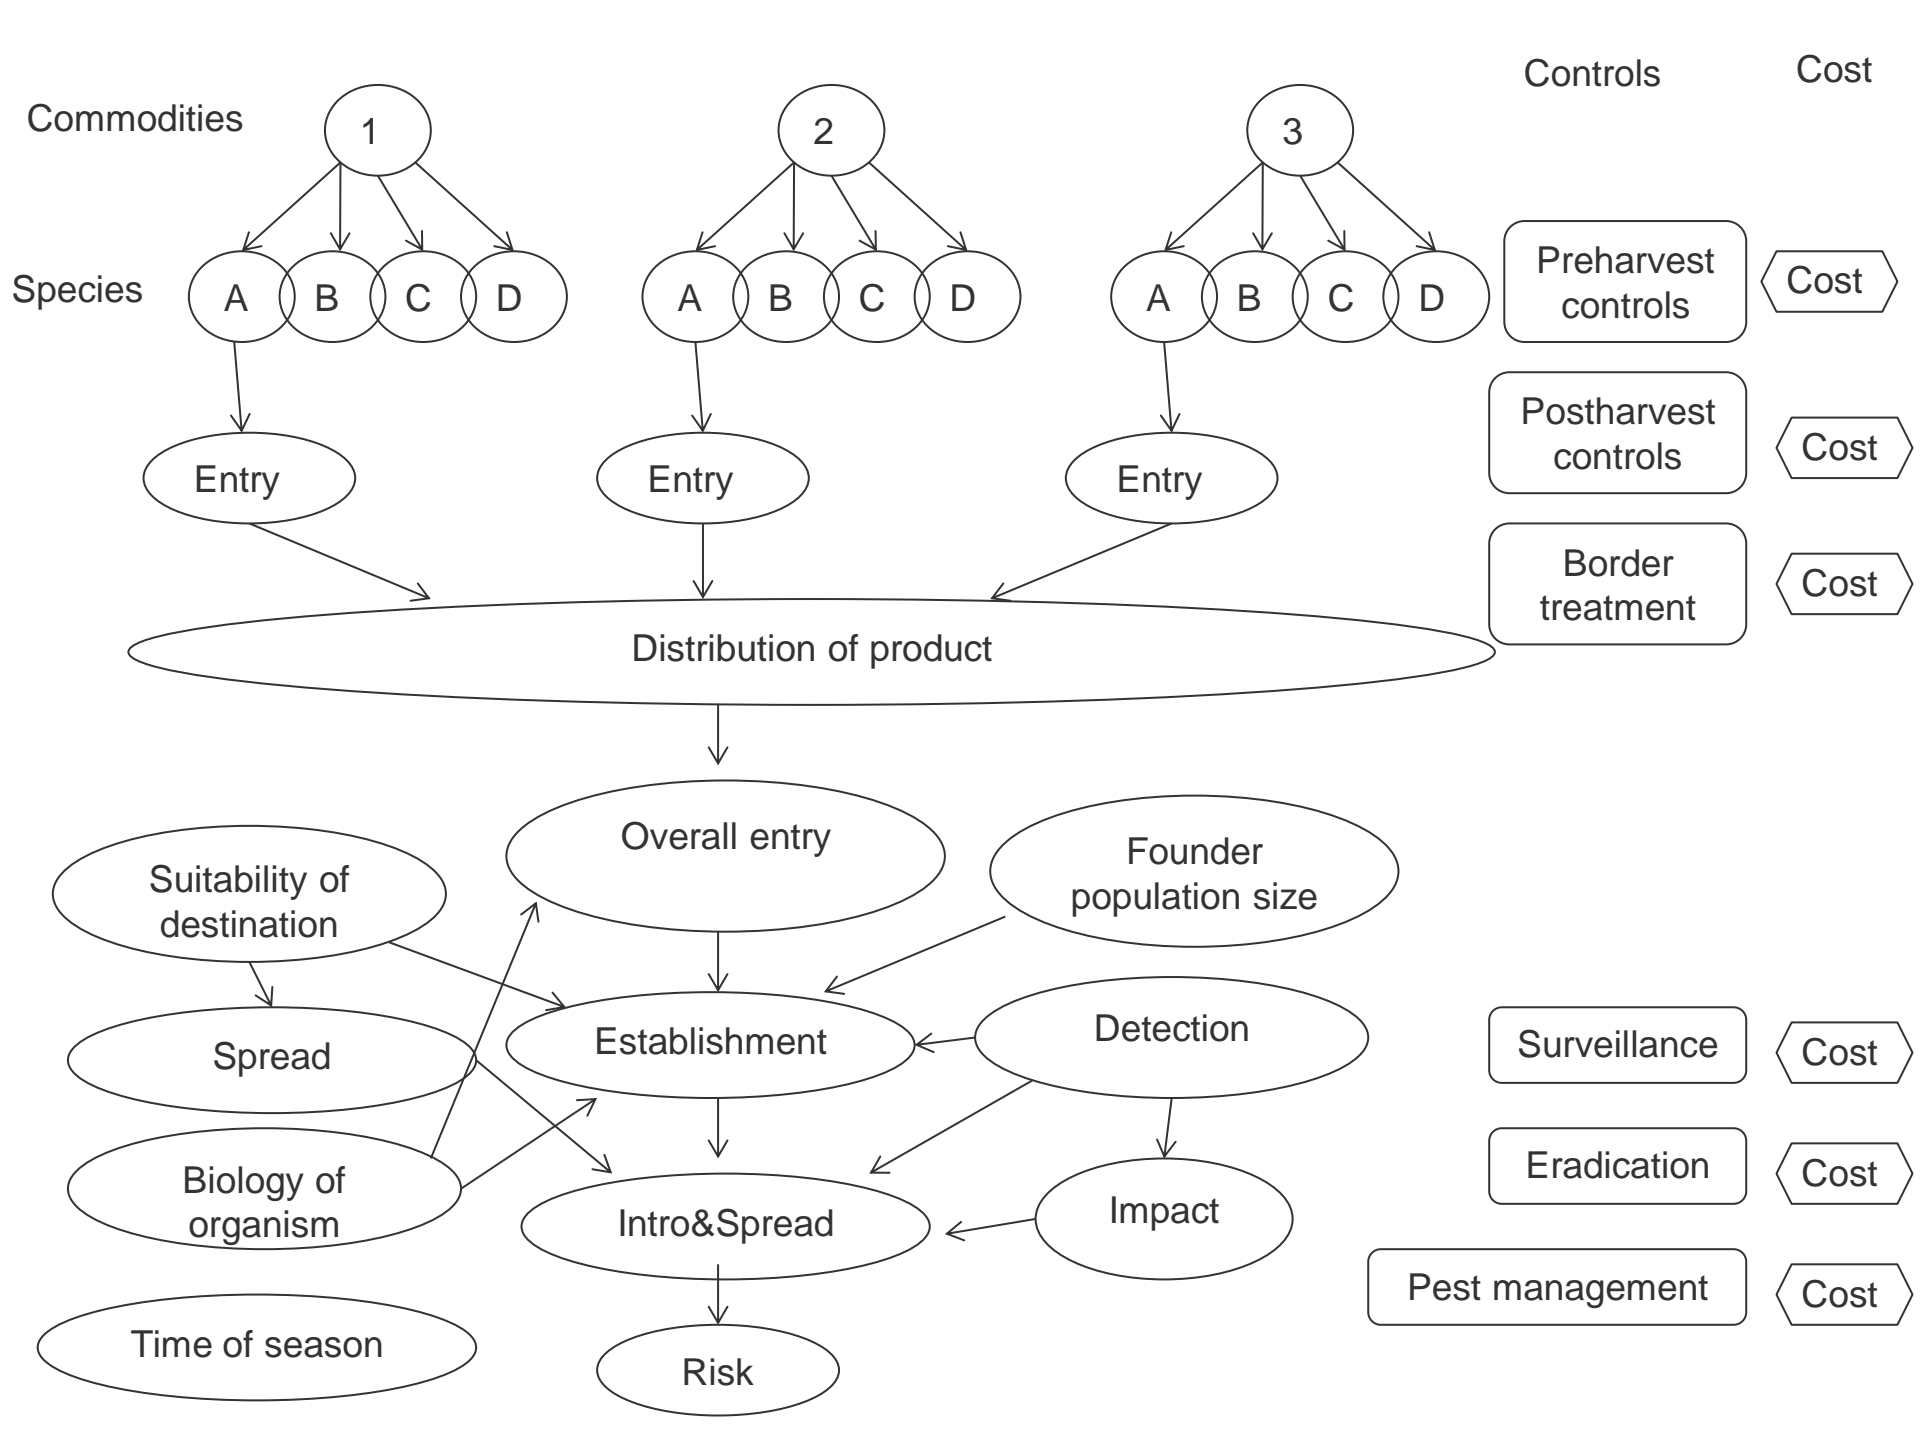 Controls
Cost
Commodities
1
2
3
Species
A
B
C
D
A
B
C
D
A
B
C
D
Preharvest
controls
Cost
Entry
Entry
Entry
Postharvest
controls
Cost
Border
treatment
Cost
Distribution of product
Overall entry
Suitability of
destination
Founder
population size
Spread
Establishment
Detection
Surveillance
Cost
Biology of
organism
Intro&Spread
Impact
Eradication
Cost
Pest management
Cost
Time of season
Risk